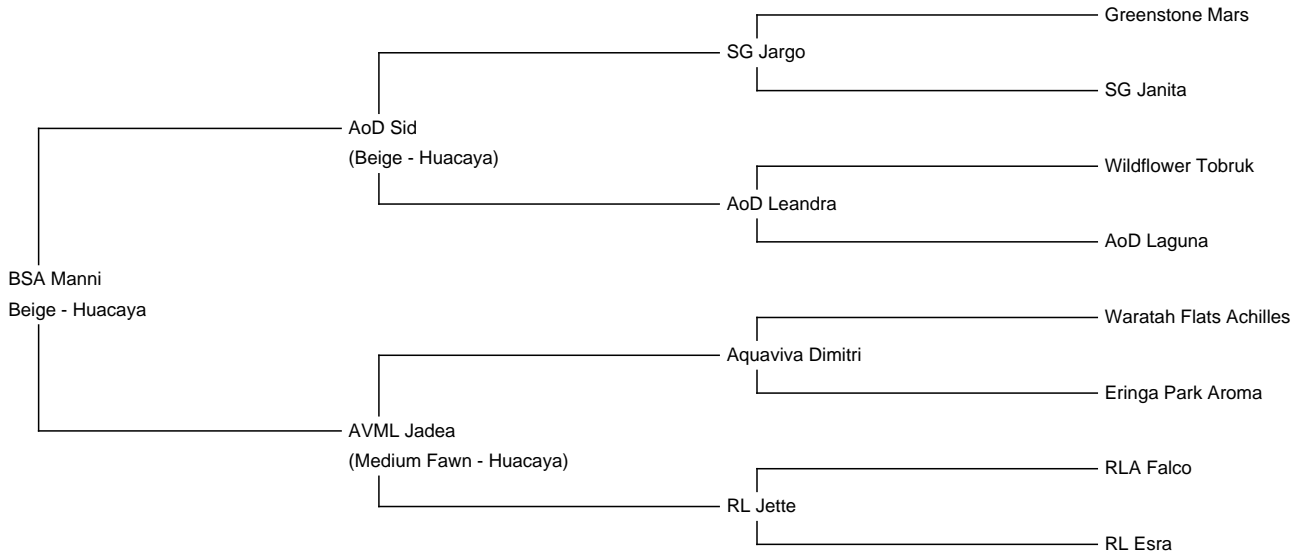 Greenstone Mars
SG Jargo
SG Janita
AoD Sid
(Beige - Huacaya)
Wildflower Tobruk
AoD Leandra
AoD Laguna
BSA Manni
Beige - Huacaya
Waratah Flats Achilles
Aquaviva Dimitri
Eringa Park Aroma
AVML Jadea
(Medium Fawn - Huacaya)
RLA Falco
RL Jette
RL Esra